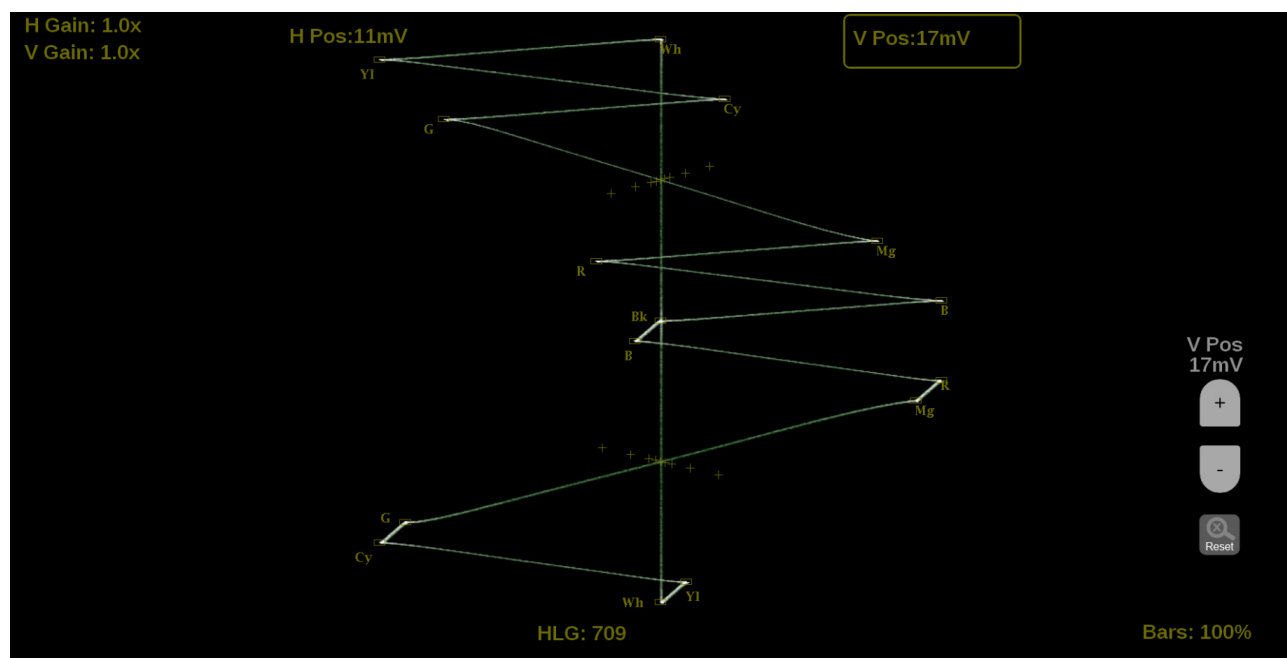 H Gain: 1.0x
V Gain: 1.0x
H Pos:11mV
V Pos:17mV
Wh
Yl
Cy
G
Mg
R
B
Bk
B
R
Mg
G
Cy
Yl
Wh
V Pos
17mV
+
-
Reset
HLG: 709
Bars: 100%